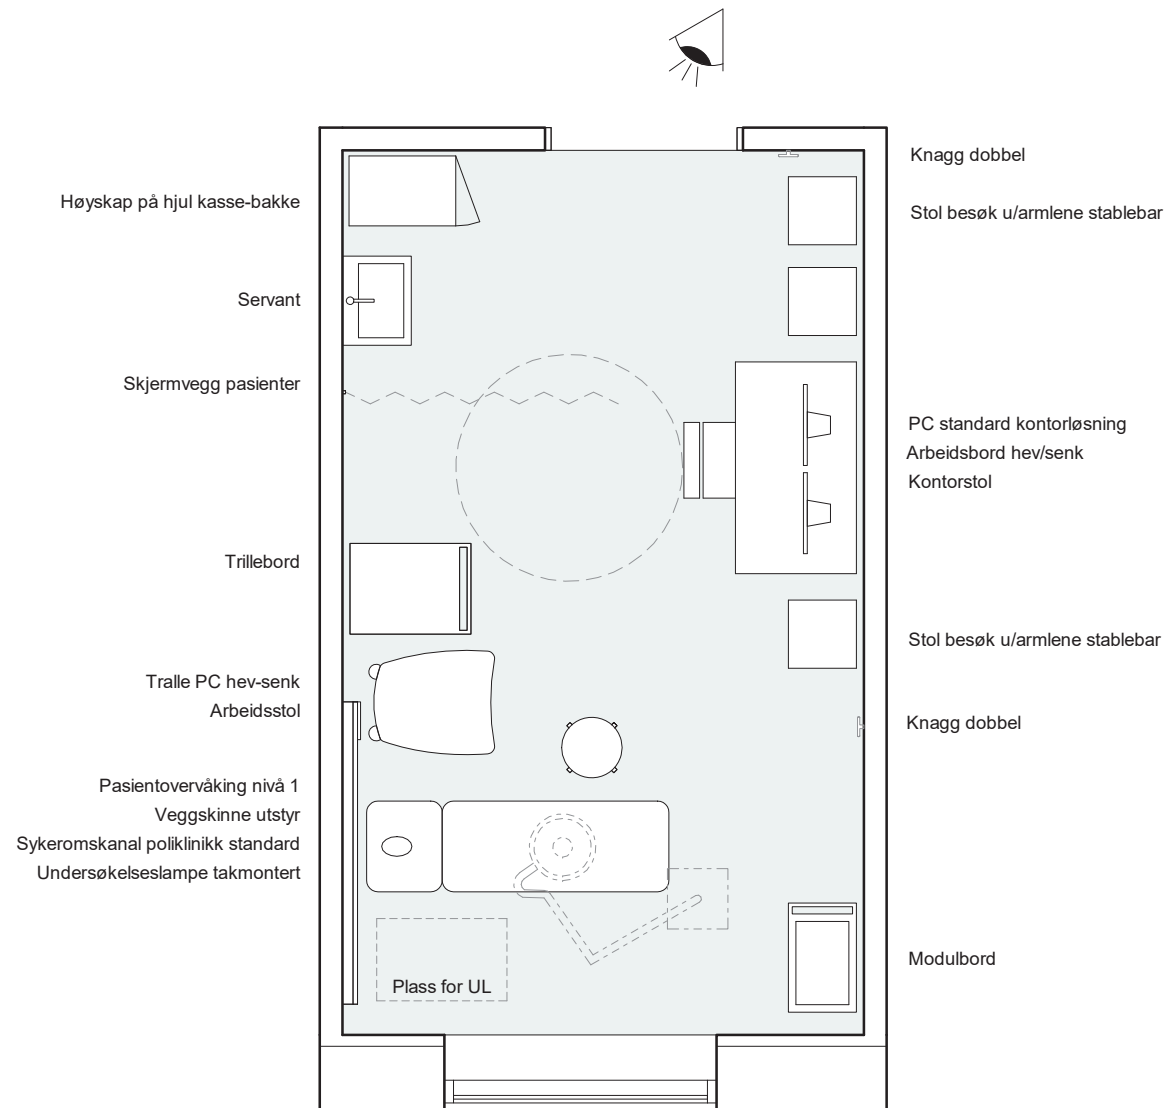 Høyskap på hjul kasse-bakke
Servant
Skjermvegg pasienter
Trillebord
Tralle PC hev-senk
Arbeidsstol
Pasientovervåking nivå 1
Veggskinne utstyr
Sykeromskanal poliklinikk standard
Undersøkelseslampe takmontert
Plass for UL
Knagg dobbel
Stol besøk u/armlene stablebar
PC standard kontorløsning
Arbeidsbord hev/senk
Kontorstol
Stol besøk u/armlene stablebar
Knagg dobbel
Modulbord